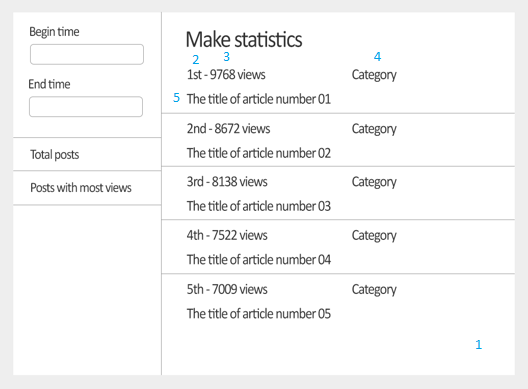 Begin time
End time
Total posts
Posts with most views
Make statistics
2 3 4
1st - 9768 views Category
5 The title of article number 01
2nd - 8672 views Category
The title of article number 02
3rd - 8138 views Category
The title of article number 03
4th - 7522 views Category
The title of article number 04
5th - 7009 views Category
The title of article number 05
1